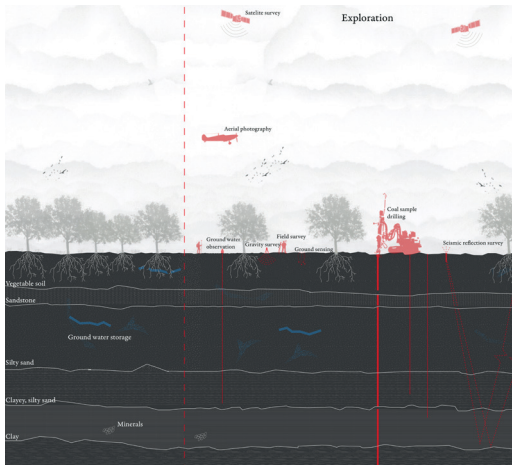 Satelite survey
Exploration
Aerial photography
Coal sample
drilling
Ground water
observation
Field survey
Gravity survey
Ground sensing
Seismic reflection survey
Vegetable soil
Sandstone
Ground water storage
Silty sand
Clayey, silty sand
Minerals
Clay